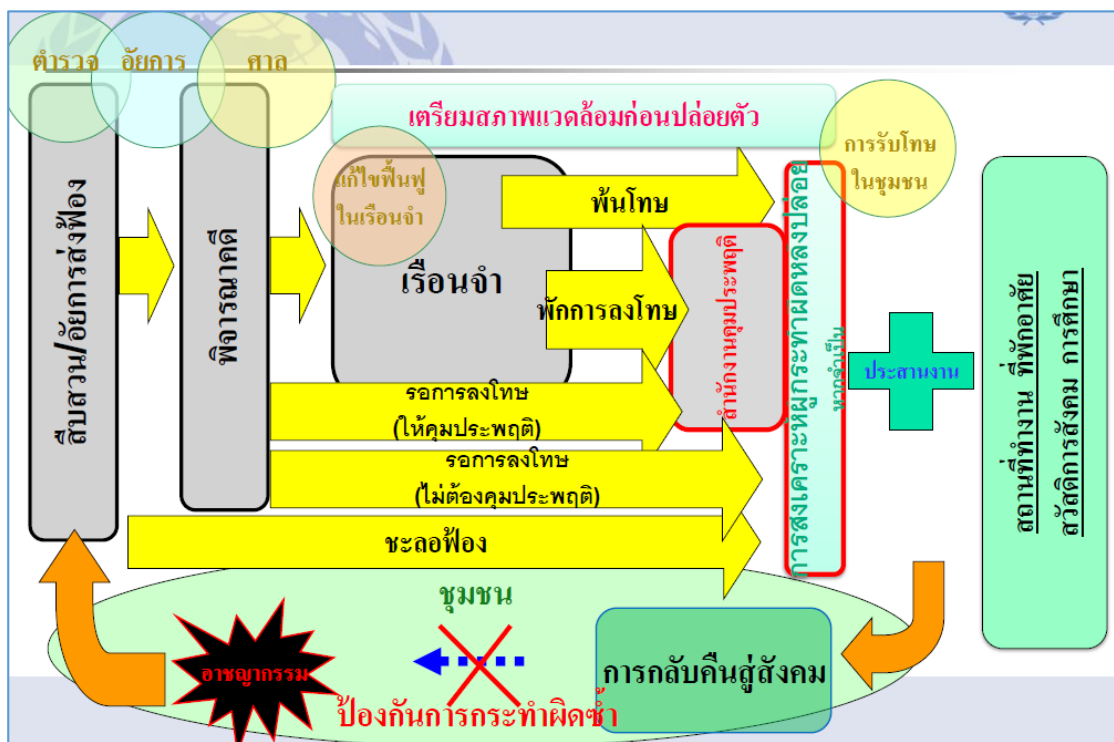 ตำรวจ
อัยการ
ศาล
สืบสวน/อัยการส่งฟ้อง
พิจารณาคดี
เตรียมสภาพแวดล้อมก่อนปล่อยตัว
แก้ไขฟื้นฟู
ในเรือนจำ
เรือนจำ
พ้นโทษ
พักการลงโทษ
รอการลงโทษ
(ให้คุมประพฤติ)
รอการลงโทษ
(ไม่ต้องคุมประพฤติ)
ชะลอฟ้อง
สำนักงานคุมประพฤติ
การสงเคราะห์ผู้กระทำผิดหลังปล่อย
หากจำเป็น
การรับโทษ
ในชุมชน
ประสานงาน
สถานที่ทำงาน ที่พักอาศัย
สวัสดิการสังคม การศึกษา
ชุมชน
อาชญากรรม
การกลับคืนสู่สังคม
ป้องกันการกระทำผิดซ้ำ